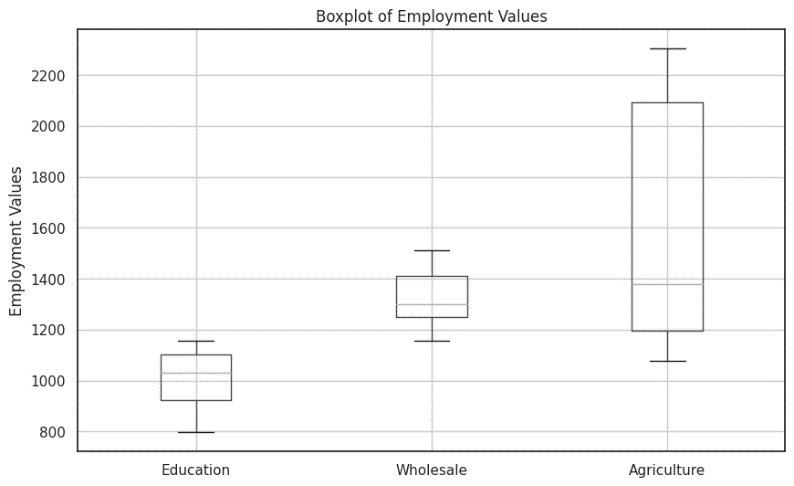 Boxplot of Employment Values
Employment Values
2200
2000
1800
1600
1400
1200
1000
800
Education
Wholesale
Agriculture